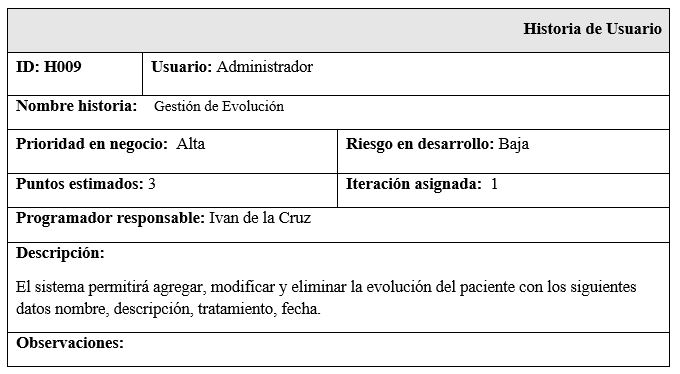 Historia de Usuario
ID: H009 Usuario: Administrador
Nombre historia: Gestión de Evolución
Prioridad en negocio: Alta Riesgo en desarrollo: Baja
Puntos estimados: 3 Iteración asignada: 1
Programador responsable: Ivan de la Cruz
Descripción:
El sistema permitirá agregar, modificar y eliminar la evolución del paciente con los siguientes
datos nombre, descripción, tratamiento, fecha.
Observaciones: